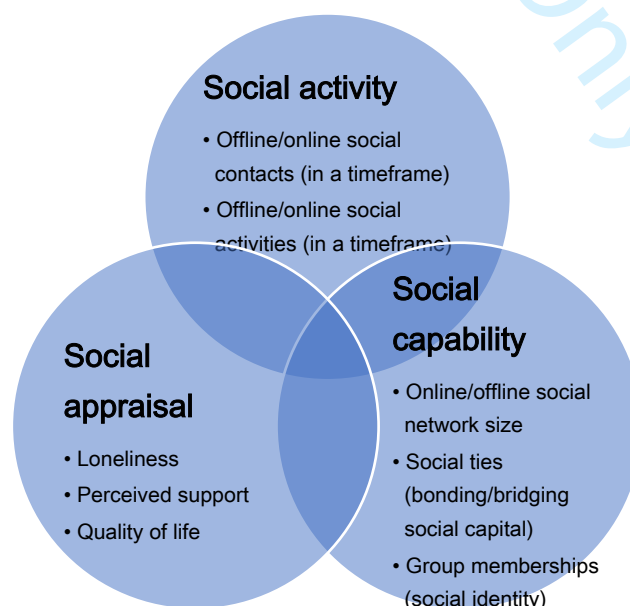 only
Social activity
• Offline/online social
contacts (in a timeframe)
• Offline/online social
activities (in a timeframe)
Social
capability
• Online/offline social
network size
• Social ties
(bonding/bridging
social capital)
• Group memberships
(social identity)
Social
appraisal
• Loneliness
• Perceived support
• Quality of life